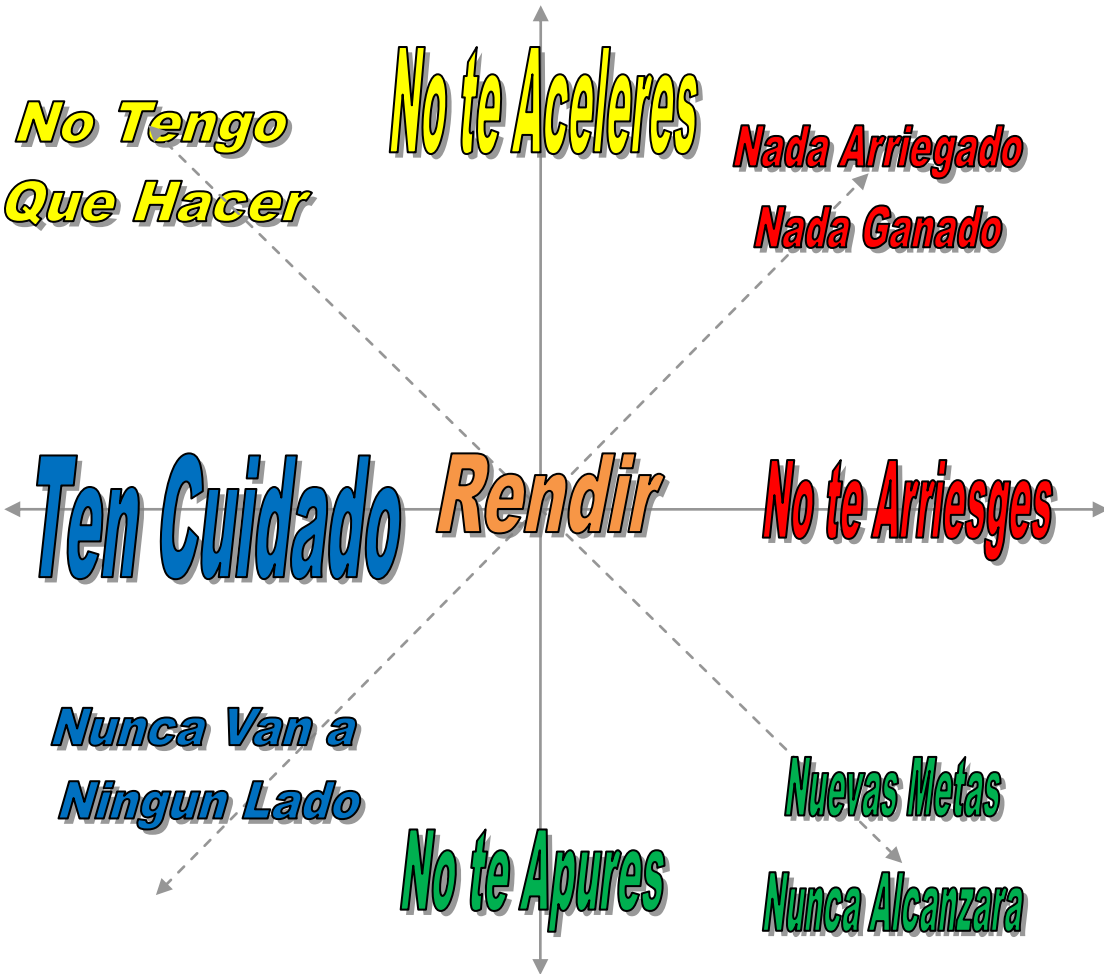 No te Aceleres
No Tengo
Que Hacer
Nada Arriegado
Nada Ganado
Ten Cuidado
Rendir
No te Arriesges
Nunca Van a
Ningun Lado
No te Apures
Nuevas Metas
Nunca Alcanzara